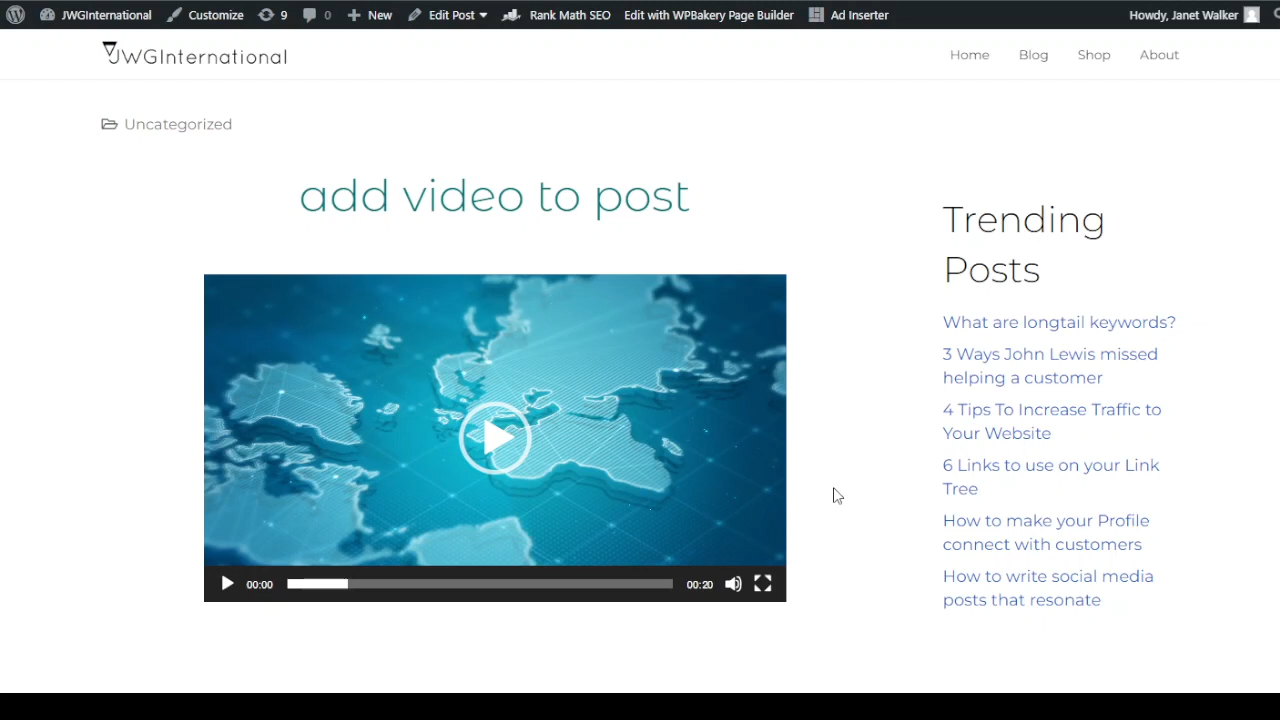 JWGInternational Customize 9 0 New Edit Post Rank Math SEO Edit with WPBakery Page Builder Ad Inserter Howdy, Janet Walker
JWGInternational Home Blog Shop About
Uncategorized
add video to post
Trending
Posts
What are longtail keywords?
3 Ways John Lewis missed
helping a customer
4 Tips To Increase Traffic to
Your Website
6 Links to use on your Link
Tree
How to make your Profile
connect with customers
How to write social media
posts that resonate
00:00 00:20